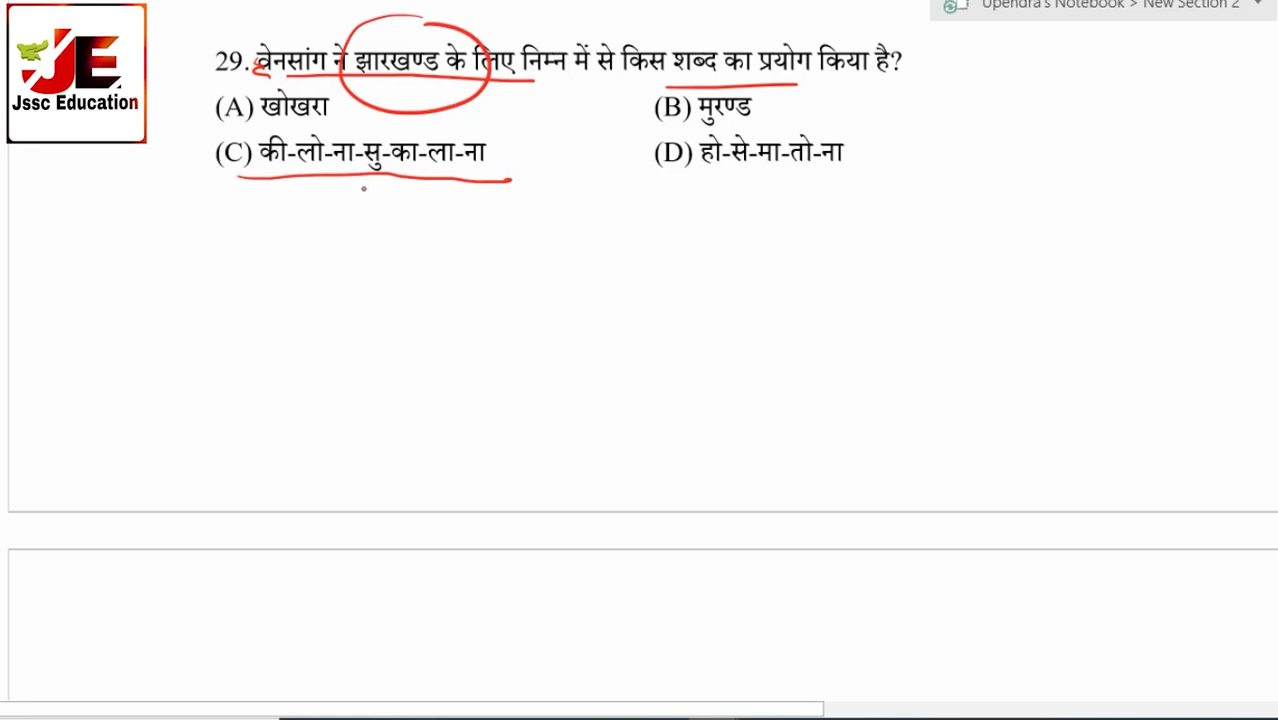 Upendra's Notebook > New Section 2
JE
Jssc Education
29. ह्वेनसांग ने झारखण्ड के लिए निम्न में से किस शब्द का प्रयोग किया है?
(A) खोखरा
(B) मुरण्ड
(C) की-लो-ना-सु-का-ला-ना
(D) हो-से-मा-तो-ना